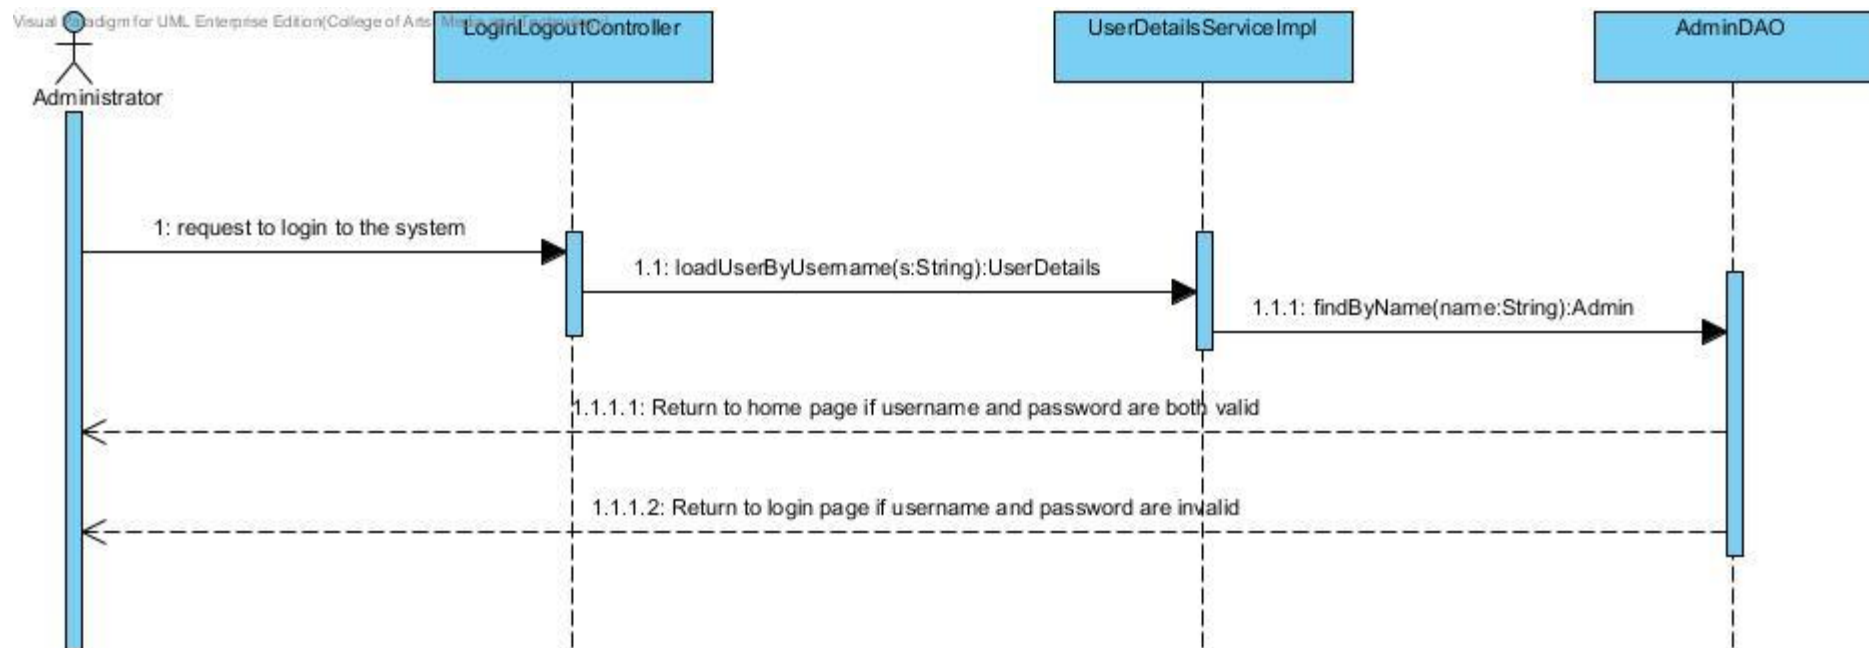 Visual Paradigm for UML Enterprise Edition(College of Arts, Media and Technology)
LoginLogoutController
UserDetailsServiceImpl
AdminDAO
Administrator
1: request to login to the system
1.1: loadUserByUsername(s:String):UserDetails
1.1.1: findByName(name:String):Admin
1.1.1.1: Return to home page if username and password are both valid
1.1.1.2: Return to login page if username and password are invalid